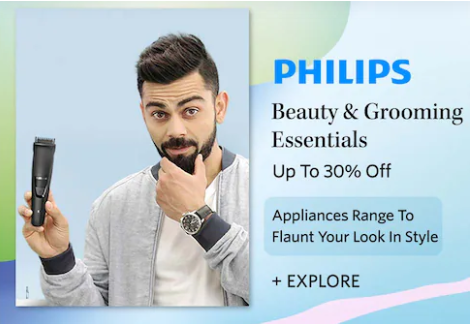 PHILIPS
Beauty & Grooming
Essentials
Up To 30% Off
Appliances Range To
Flaunt Your Look In Style
+ EXPLORE